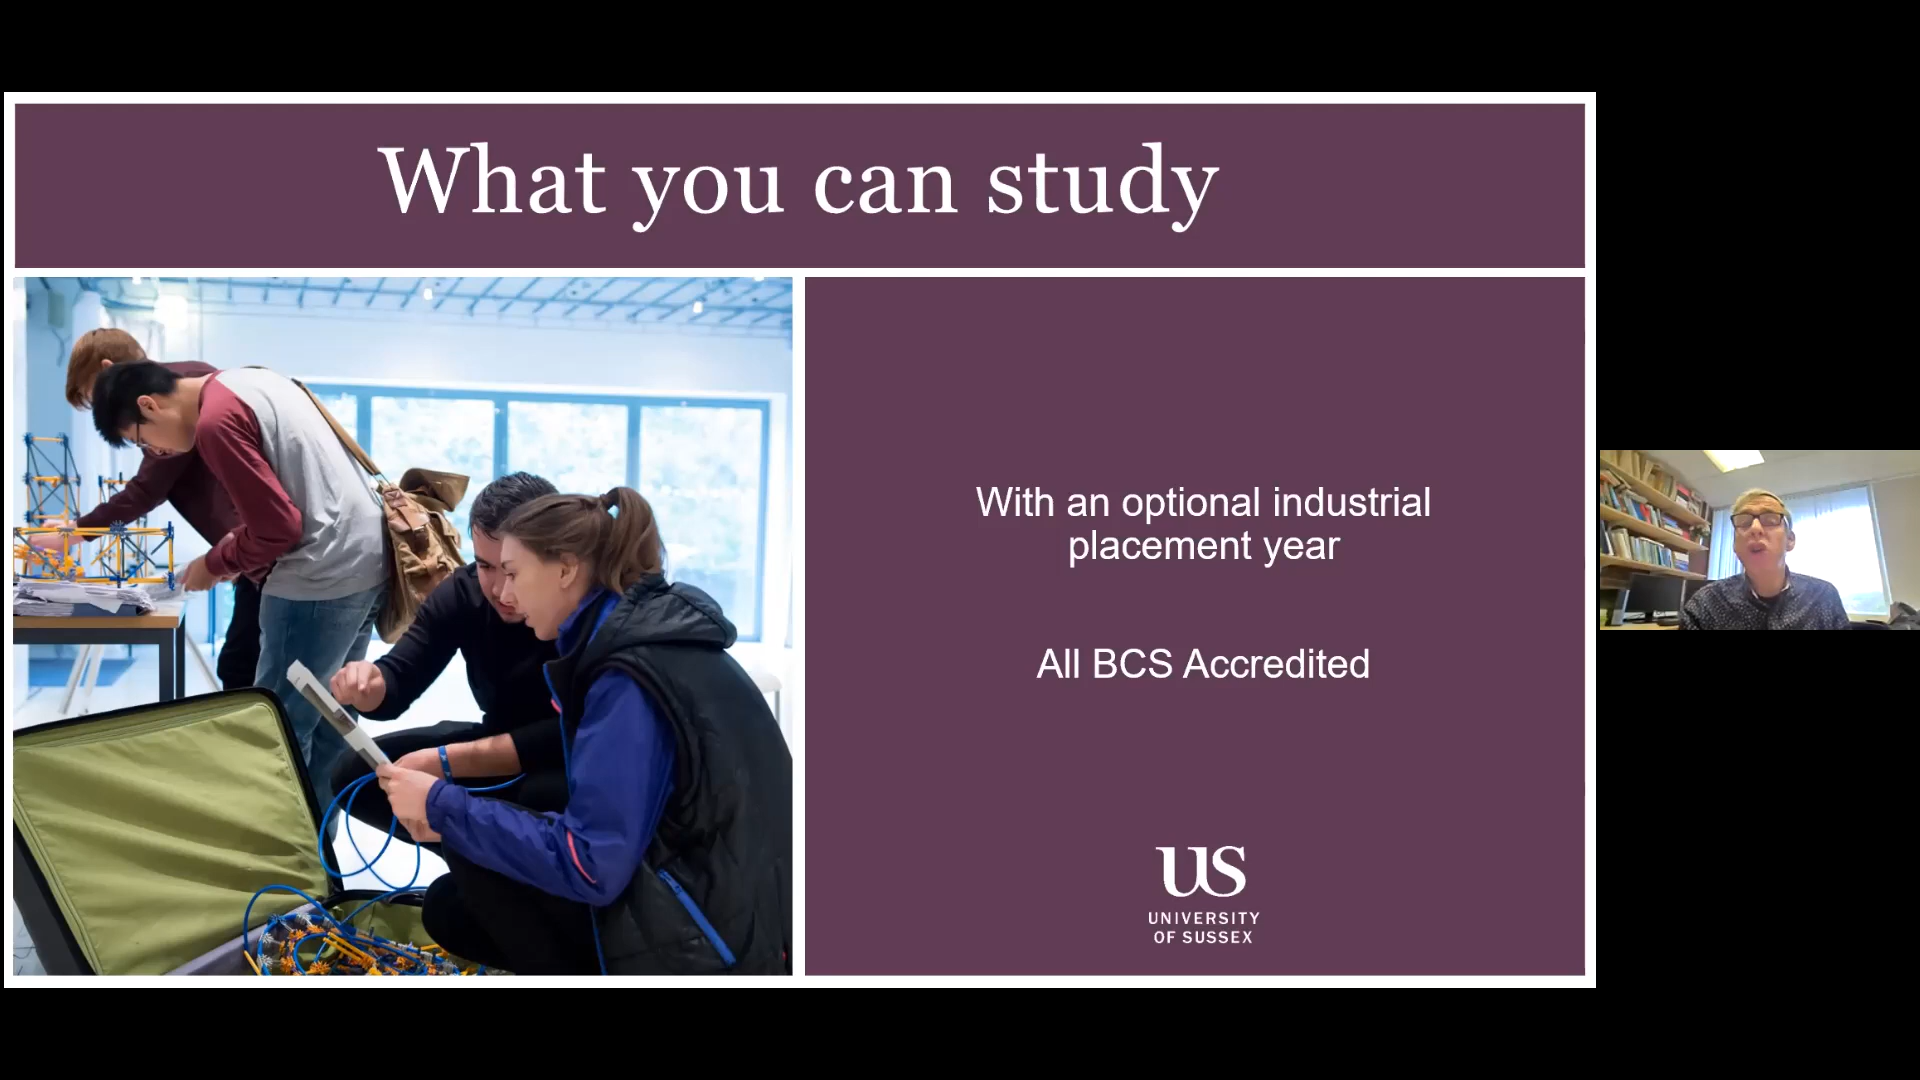 What you can study
With an optional industrial
placement year
All BCS Accredited
US
UNIVERSITY
OF SUSSEX